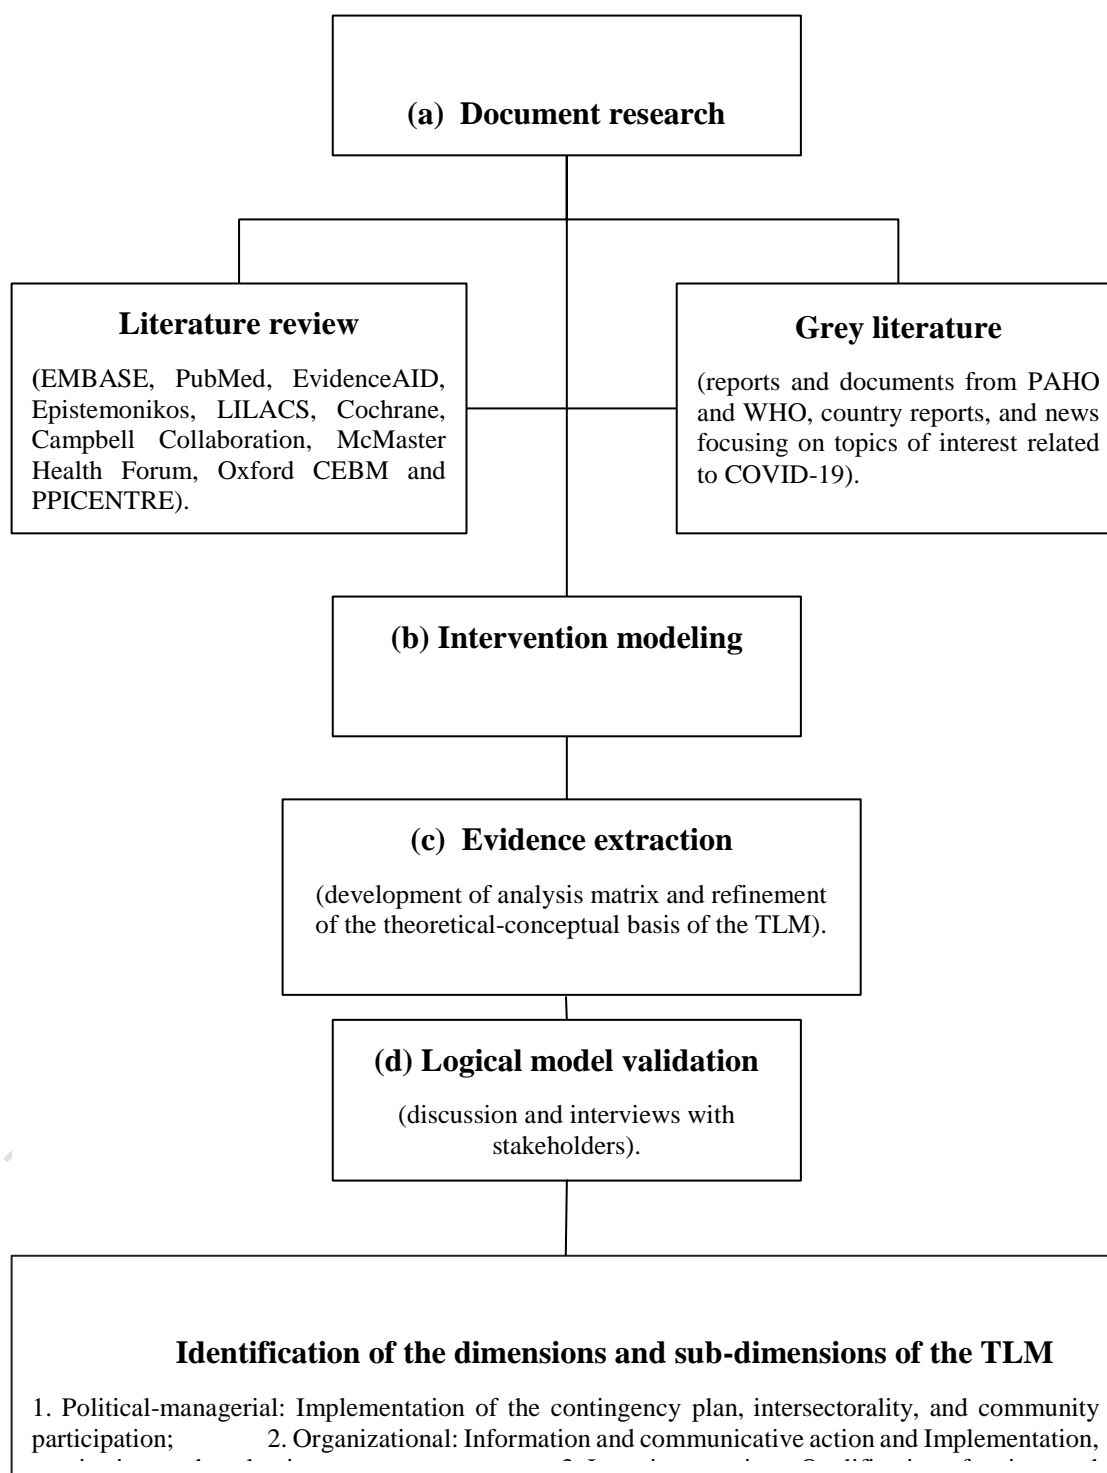 (a) Document research
Literature review
(EMBASE, PubMed, EvidenceAID,
Epistemonikos, LILACS, Cochrane,
Campbell Collaboration, McMaster
Health Forum, Oxford CEBM and
PPICENTRE).
Grey literature
(reports and documents from PAHO
and WHO, country reports, and news
focusing on topics of interest related
to COVID-19).
(b) Intervention modeling
(c) Evidence extraction
(development of analysis matrix and refinement
of the theoretical-conceptual basis of the TLM).
(d) Logical model validation
(discussion and interviews with
stakeholders).
Identification of the dimensions and sub-dimensions of the TLM
1. Political-managerial: Implementation of the contingency plan, intersectorality, and community
participation; 2. Organizational: Information and communicative action and Implementation,